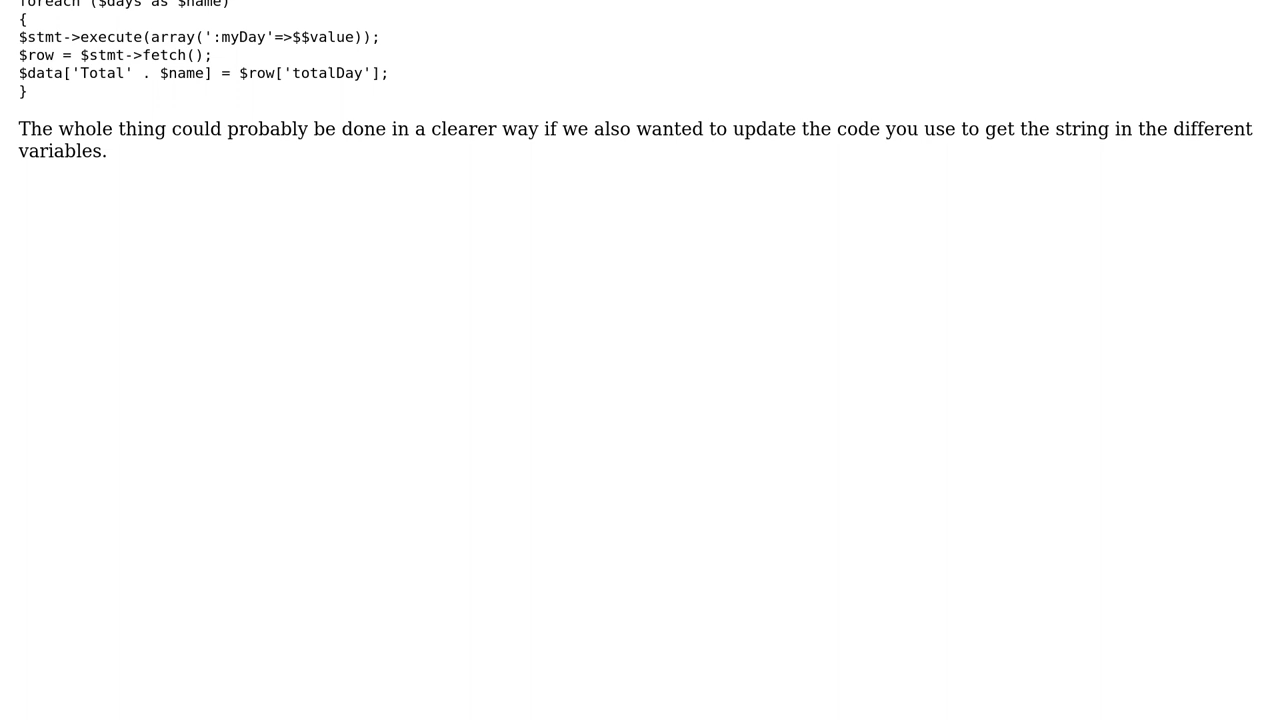 foreach ($days as $name)
{
$stmt->execute(array(':myDay'=>$$value));
$row = $stmt->fetch();
$data['Total' . $name] = $row['totalDay'];
}
The whole thing could probably be done in a clearer way if we also wanted to update the code you use to get the string in the different
variables.